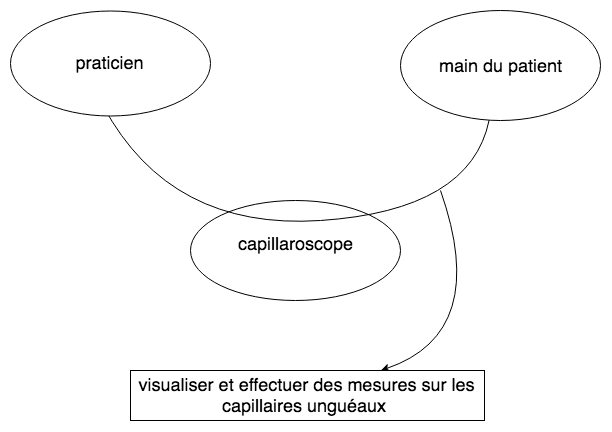 praticien
main du patient
capillaroscope
visualiser et effectuer des mesures sur les
capillaires unguéaux